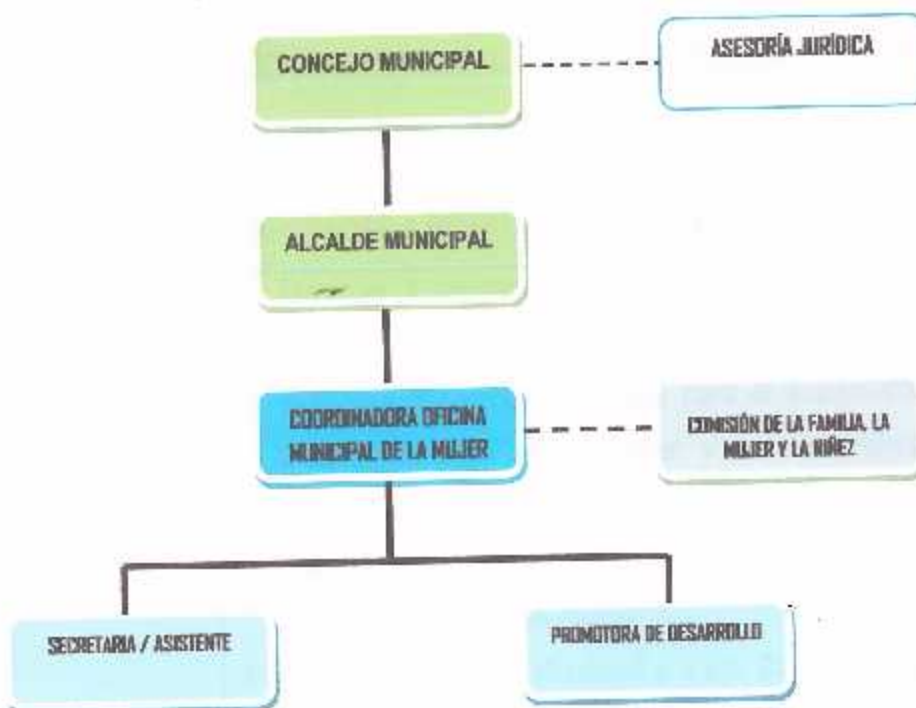 CONCEJO MUNICIPAL
ASESORÍA JURÍDICA
ALCALDE MUNICIPAL
COORDINADORA OFICINA
MUNICIPAL DE LA MUJER
COMISIÓN DE LA FAMILIA, LA
MUJER Y LA NIÑEZ
SECRETARIA / ASISTENTE
PROMOTORA DE DESARROLLO